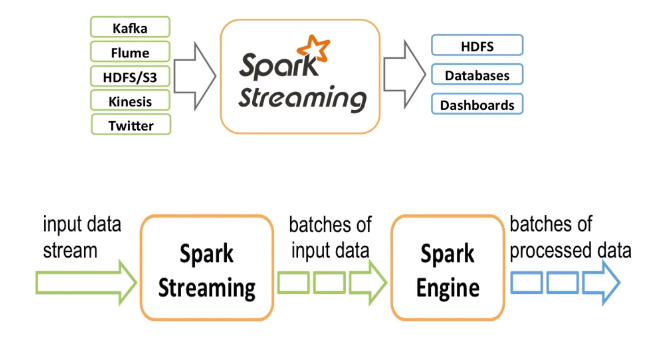 Kafka
Flume
HDFS/S3
Kinesis
Twitter
Spark
Streaming
HDFS
Databases
Dashboards
input data
stream
Spark
Streaming
batches of
input data
Spark
Engine
batches of
processed data